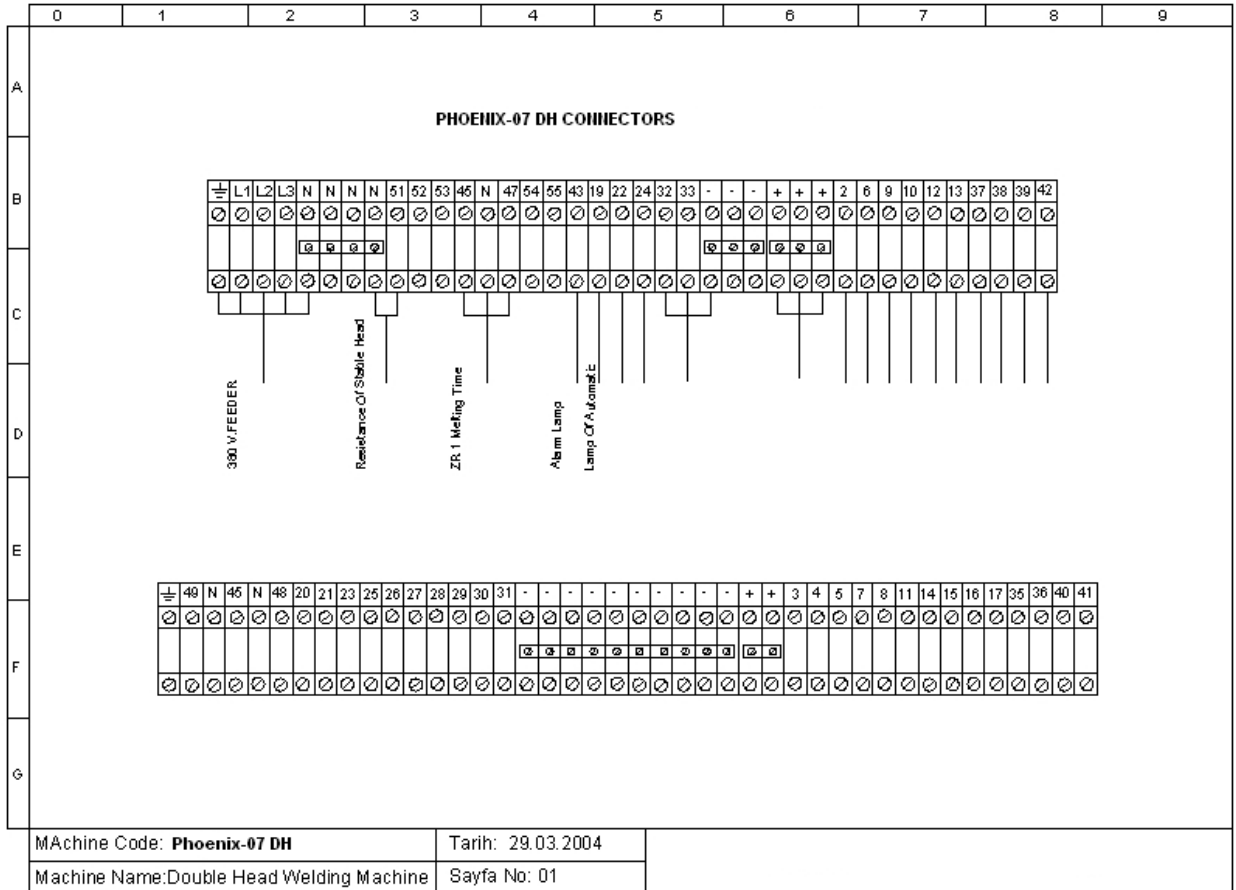 0 1 2 3 4 5 6 7 8 9
A
PHOENIX-07 DH CONNECTORS
B
L1 L2 L3 N N N N 51 52 53 45 N 47 54 55 43 19 22 24 32 33 - - - + + + 2 6 9 10 12 13 37 38 39 42
C
380 V.FEEDER
Resistance Of Stable Head
ZR 1 Melting Time
Alarm Lamp
Lamp Of Automatic
D
E
49 N 45 N 48 20 21 23 25 26 27 28 29 30 31 - - - - - - - - - - + + 3 4 5 7 8 11 14 15 16 17 35 36 40 41
F
G
MAchine Code: Phoenix-07 DH Tarih: 29.03.2004
Machine Name:Double Head Welding Machine Sayfa No: 01